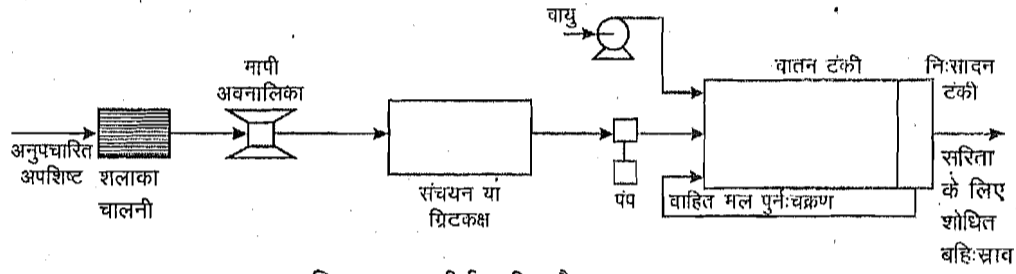 वायु
मापी
अवनालिका
वातन टंकी
निःसादन
टंकी
अनुपचारित
अपशिष्ट
शलाका
चालनी
संचयन या
ग्रिटकक्ष
पंप
वाहित मल पुर्नःचक्रण
सरिता
के लिए
शोधित
बहिःस्राव